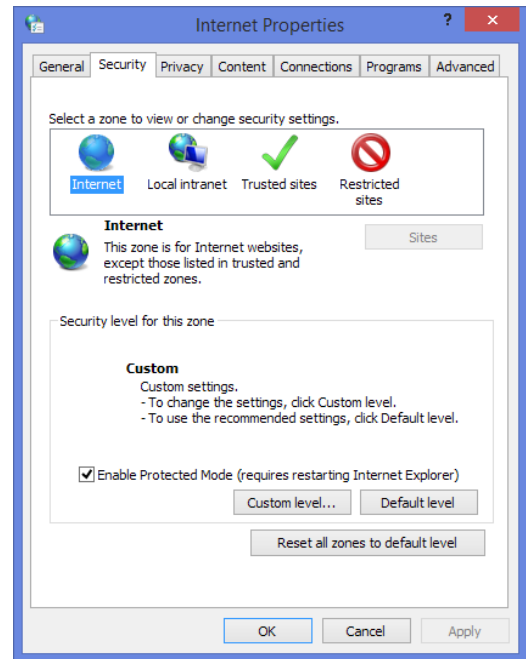 Internet Properties
?
×
General Security Privacy Content Connections Programs Advanced
Select a zone to view or change security settings.
Internet Local intranet Trusted sites Restricted
sites
Internet
Sites
This zone is for Internet websites,
except those listed in trusted and
restricted zones.
Security level for this zone
Custom
Custom settings.
- To change the settings, click Custom level.
- To use the recommended settings, click Default level.
Enable Protected Mode (requires restarting Internet Explorer)
Custom level... Default level
Reset all zones to default level
OK Cancel Apply